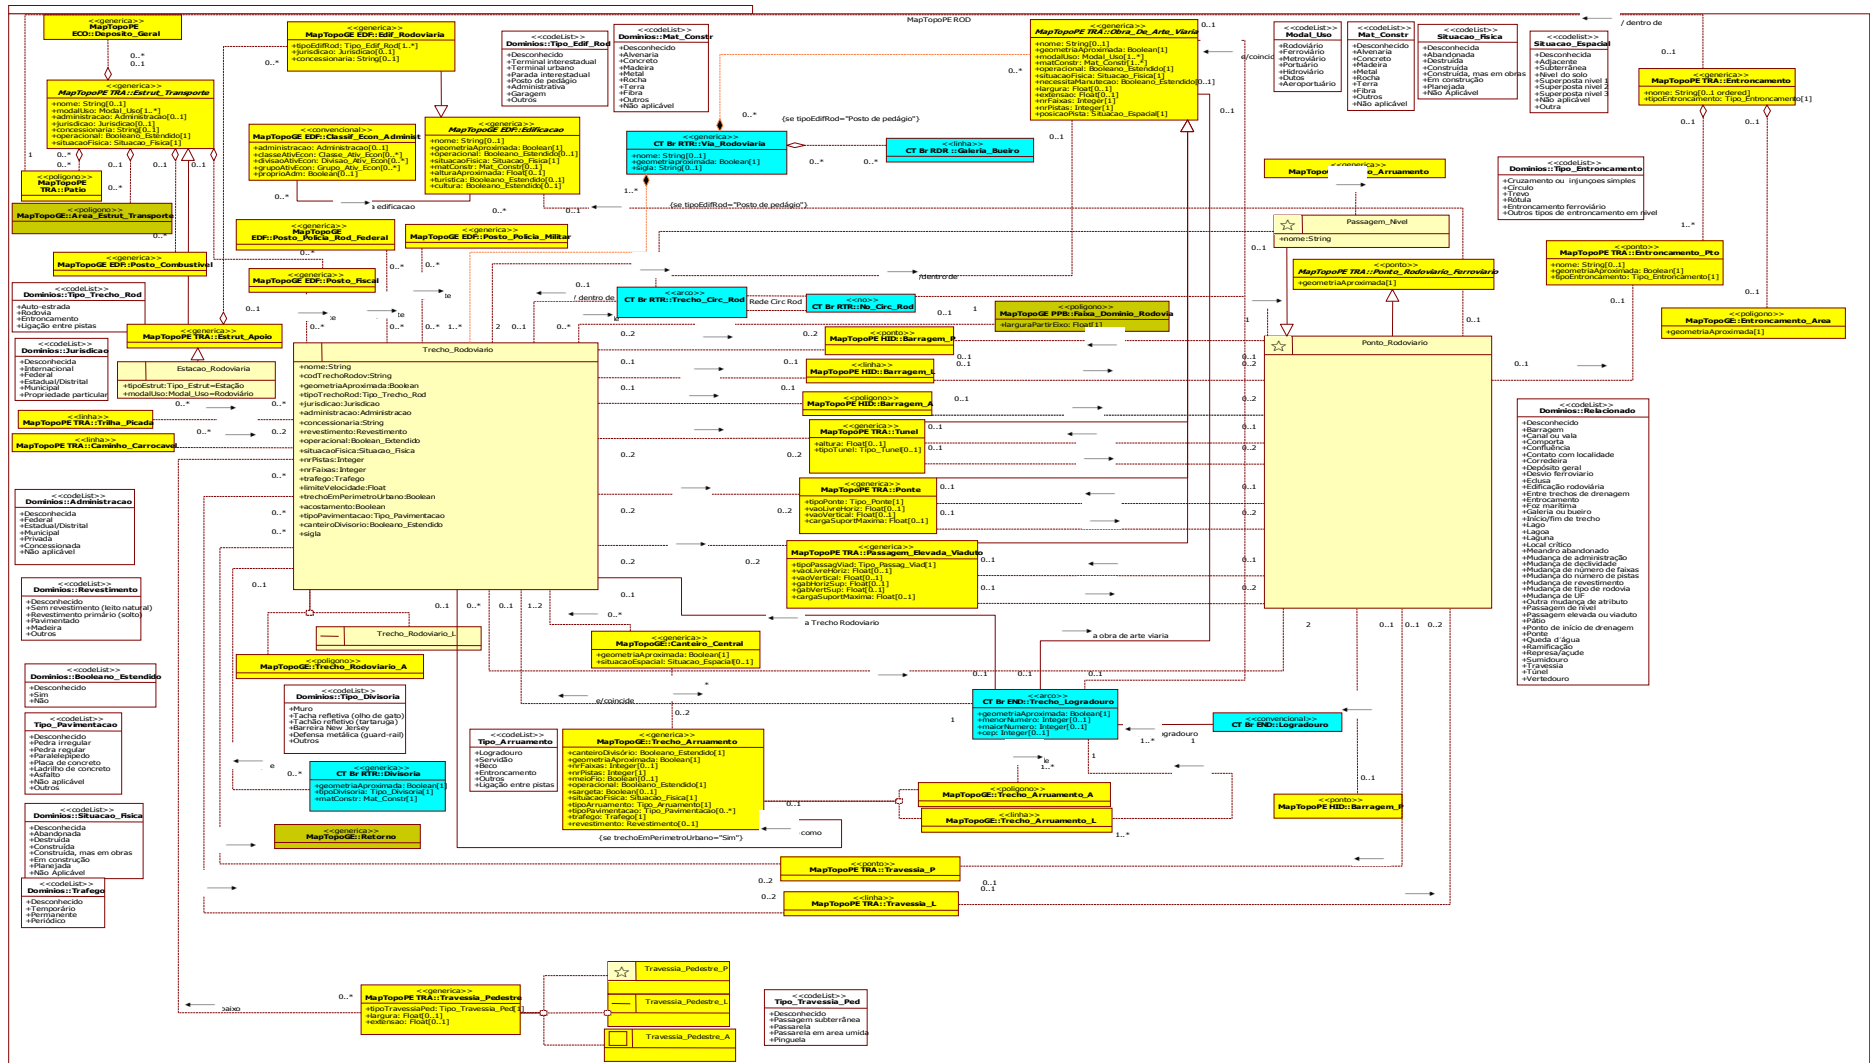 MapTopoPE ROD
<<generica>>
MapTopoPE
ECO::Deposito_Geral
<<generica>>
MapTopoPE EDF::Edif_Rodoviaria
+tipoEdifRod: Tipo_Edif_Rod[1..*]
+jurisdicao: Jurisdicao[0..1]
+concessionaria: String[0..1]
<<codeList>>
Dominios::Tipo_Edif_Rod
+Desconhecido
+Terminal interestadual
+Terminal urbano
+Parada interestadual
+Posto de pedágio
+Administrativa
+Garagem
+Outros
<<codeList>>
Dominios::Mat_Constr
+Desconhecido
+Alvenaria
+Concreto
+Madeira
+Metal
+Rocha
+Terra
+Fibra
+Outros
+Não aplicável
<<generica>>
MapTopoPE TRA::Obra_De_Arte_Viaria
+nome: String[0..1]
+geometriaAproximada: Boolean[1]
+modalUso: Modal_Uso[1..*]
+matConstr: Mat_Constr[1..*]
+operacional: Booleano_Estendido[1]
+situacaoFisica: Situacao_Fisica[1]
+necessitaManutencao: Booleano_Estendido[0..1]
+largura: Float[0..1]
+extensao: Float[0..1]
+nrFaixas: Integer[1]
+nrPistas: Integer[1]
+posicaoPista: Situacao_Espacial[1]
<<codeList>>
Modal_Uso
+Rodoviário
+Ferroviário
+Metroviário
+Portuário
+Hidroviário
+Dutos
+Aeroportuário
<<codeList>>
Mat_Constr
+Desconhecido
+Alvenaria
+Concreto
+Madeira
+Metal
+Rocha
+Terra
+Fibra
+Outros
+Não aplicável
<<codeList>>
Situacao_Fisica
+Desconhecida
+Abandonada
+Destruída
+Construída
+Construída, mas em obras
+Em construção
+Planejada
+Não Aplicável
<<codelist>>
Situacao_Espacial
+Desconhecida
+Adjacente
+Subterrânea
+Nível do solo
+Superposta nivel 1
+Superposta nivel 2
+Superposta nivel 3
+Não aplicável
+Outra
/ dentro de
<<generica>>
MapTopoPE TRA::Entroncamento
+nome: String[0..1 ordered]
+tipoEntroncamento: Tipo_Entroncamento[1]
<<generica>>
MapTopoPE TRA::Estrut_Transporte
+nome: String[0..1]
+modalUso: Modal_Uso[1..*]
+administracao: Administracao[0..1]
+jurisdicao: Jurisdicao[0..1]
+concessionaria: String[0..1]
+operacional: Booleano_Estendido[1]
+situacaoFisica: Situacao_Fisica[1]
<<convencional>>
MapTopoGE EDF::Classif_Econ_Administ
+administracao: Administracao[0..1]
+classeAtivEcon: Classe_Ativ_Econ[0..*]
+divisaoAtivEcon: Divisao_Ativ_Econ[0..*]
+grupoAtivEcon: Grupo_Ativ_Econ[0..*]
+proprioAdm: Boolean[0..1]
<<generica>>
MapTopoGE EDF::Edificacao
+nome: String[0..1]
+geometriaAproximada: Boolean[1]
+operacional: Booleano_Estendido[0..1]
+situacaoFisica: Situacao_Fisica[1]
+matConstr: Mat_Constr[0..1]
+alturaAproximada: Float[0..1]
+turistica: Booleano_Estendido[0..1]
+cultura: Booleano_Estendido[0..1]
{se tipoEdifRod="Posto de pedágio"}
<<generica>>
CT Br RTR::Via_Rodoviaria
+nome: String[0..1]
+geometriaproximada: Boolean[1]
+sigla: String[0..1]
<<linha>>
CT Br RDR ::Galeria_Bueiro
{se tipoEdifRod="Posto de pedágio"}
<<poligono>>
MapTopoPE
TRA::Patio
<<poligono>>
MapTopoGE::Area_Estrut_Transporte
<<generica>>
MapTopoGE
EDF::Posto_Policia_Rod_Federal
<<generica>>
MapTopoGE EDF::Posto_Policia_Militar
<<generica>>
MapTopoGE EDF::Posto_Combustivel
<<generica>>
MapTopoGE
EDF::Posto_Fiscal
<<codeList>>
Dominios::Tipo_Entroncamento
+Cruzamento ou injunçoes simples
+Círculo
+Trevo
+Rótula
+Entroncamento ferroviário
+Outros tipos de entroncamento em nível
Passagem_Nivel
+nome:String
<<ponto>>
MapTopoPE TRA::Ponto_Rodoviario_Ferroviario
+geometriaAproximada[1]
<<ponto>>
MapTopoPE TRA::Entroncamento_Pto
+nome: String[0..1]
+geometriaAproximada: Boolean[1]
+tipoEntroncamento: Tipo_Entroncamento[1]
<<poligono>>
MapTopoGE::Entroncamento_Area
+geometriaAproximada[1]
<<codeList>>
Dominios::Tipo_Trecho_Rod
+Auto-estrada
+Rodovia
+Entroncamento
+Ligação entre pistas
<<arco>>
CT Br RTR::Trecho_Circ_Rod
Rede Circ Rod
<<no>>
CT Br RTR::No_Circ_Rod
<<poligono>>
MapTopoGE PPB::Faixa_Dominio_Rodovia
+larguraPartirEixo: Float[1]
<<generica>>
MapTopoPE TRA::Estrut_Apoio
Estacao_Rodoviaria
+tipoEstrut:Tipo_Estrut=Estação
+modalUso:Modal_Uso=Rodoviário
<<codeList>>
Dominios::Jurisdicao
+Desconhecida
+Internacional
+Federal
+Estadual/Distrital
+Municipal
+Propriedade particular
<<linha>>
MapTopoPE TRA::Trilha_Picada
<<linha>>
MapTopoPE TRA::Caminho_Carrocavel
Trecho_Rodoviario
+nome:String
+codTrechoRodov:String
+geometriaAproximada:Boolean
+tipoTrechoRod:Tipo_Trecho_Rod
+jurisdicao:Jurisdicao
+administracao:Administracao
+concessionaria:String
+revestimento:Revestimento
+operacional:Boolean_Extendido
+situacaoFisica:Situacao_Fisica
+nrPistas:Integer
+nrFaixas:Integer
+trafego:Trafego
+limiteVelocidade:Float
+trechoEmPerimetroUrbano:Boolean
+acostamento:Boolean
+tipoPavimentacao:Tipo_Pavimentacao
+canteiroDivisorio:Booleano_Estendido
+sigla
<<ponto>>
MapTopoPE HID::Barragem_P
<<linha>>
MapTopoPE HID::Barragem_L
<<poligono>>
MapTopoPE HID::Barragem_A
<<generica>>
MapTopoPE TRA::Tunel
+altura: Float[0..1]
+tipoTunel: Tipo_Tunel[0..1]
<<generica>>
MapTopoPE TRA::Ponte
+tipoPonte: Tipo_Ponte[1]
+vaoLivreHoriz: Float[0..1]
+vaoVertical: Float[0..1]
+cargaSuportMaxima: Float[0..1]
<<generica>>
MapTopoPE TRA::Passagem_Elevada_Viaduto
+tipoPassagViad: Tipo_Passag_Viad[1]
+vaoLivreHoriz: Float[0..1]
+vaoVertical: Float[0..1]
+gabHorizSup: Float[0..1]
+gabVertSup: Float[0..1]
+cargaSuportMaxima: Float[0..1]
Ponto_Rodoviario
<<codeList>>
Dominios::Relacionado
+Desconhecido
+Barragem
+Canal ou vala
+Comporta
+Confluência
+Contato com localidade
+Corredeira
+Depósito geral
+Desvio ferroviario
+Eclusa
+Edificação rodoviária
+Entre trechos de drenagem
+Entrocamento
+Foz marítima
+Galeria ou bueiro
+Início/fim de trecho
+Lago
+Lagoa
+Laguna
+Local crítico
+Meandro abandonado
+Mudança de administração
+Mudança de declividade
+Mudança de número de faixas
+Mudança do número de pistas
+Mudança de revestimento
+Mudança de tipo de rodovia
+Mudança de UF
+Outra mudança de atributo
+Passagem de nível
+Passagem elevada ou viaduto
+Pátio
+Ponto de início de drenagem
+Ponte
+Queda d'água
+Ramificação
+Represa/açude
+Sumidouro
+Travessia
+Túnel
+Vertedouro
<<codeList>>
Dominios::Administracao
+Desconhecida
+Federal
+Estadual/Distrital
+Municipal
+Privada
+Concessionada
+Não aplicável
<<codeList>>
Dominios::Revestimento
+Desconhecido
+Sem revestimento (leito natural)
+Revestimento primário (solto)
+Pavimentado
+Madeira
+Outros
<<codeList>>
Dominios::Booleano_Estendido
+Desconhecido
+Sim
+Não
<<codeList>>
Tipo_Pavimentacao
+Desconhecido
+Pedra irregular
+Pedra regular
+Paralelepípedo
+Placa de concreto
+Ladrilho de concreto
+Asfalto
+Não aplicável
+Outros
<<codeList>>
Dominios::Situacao_Fisica
+Desconhecida
+Abandonada
+Destruída
+Construída
+Construída, mas em obras
+Em construção
+Planejada
+Não Aplicável
<<codeList>>
Dominios::Trafego
+Desconhecido
+Temporário
+Permanente
+Periódico
Trecho_Rodoviario_L
<<poligono>>
MapTopoGE::Trecho_Rodoviario_A
<<codeList>>
Dominios::Tipo_Divisoria
+Muro
+Tacha refletiva (olho de gato)
+Tachão refletivo (tartaruga)
+Barreira New Jersey
+Defensa metálica (guard-rail)
+Outros
<<generica>>
CT Br RTR::Divisoria
+geometriaAproximada: Boolean[1]
+tipoDivisoria: Tipo_Divisoria[1]
+matConstr: Mat_Constr[1]
<<generica>>
MapTopoGE::Retorno
<<generica>>
MapTopoGE::Canteiro_Central
+geometriaAproximada: Boolean[1]
+situacaoEspacial: Situacao_Espacial[0..1]
a Trecho Rodoviario
a obra de arte viaria
e/coincide
<<codeList>>
Tipo_Arruamento
+Logradouro
+Servidão
+Beco
+Entroncamento
+Outros
+Ligação entre pistas
<<generica>>
MapTopoGE::Trecho_Arruamento
+canteiroDivisório: Booleano_Estendido[0..1]
+geometriaAproximada: Boolean[1]
+nrFaixas: Integer[0..1]
+nrPistas: Integer[1]
+meioFio: Boolean[0..1]
+operacional: Booleano_Estendido[1]
+sargeta: Boolean[0..1]
+situacaoFisica: Situacao_Fisica[1]
+tipoArruamento: Tipo_Arruamento[1]
+tipoPavimentacao: Tipo_Pavimentacao[0..*]
+trafego: Trafego[1]
+revestimento: Revestimento[0..1]
{se trechoEmPerimetroUrbano="Sim"}
como
<<arco>>
CT Br END::Trecho_Logradouro
+geometriaAproximada: Boolean[1]
+menorNumero: Integer[0..1]
+maiorNumero: Integer[0..1]
+cep: Integer[0..1]
<<convencional>>
CT Br END::Logradouro
<<poligono>>
MapTopoGE::Trecho_Arruamento_A
<<linha>>
MapTopoGE::Trecho_Arruamento_L
<<ponto>>
MapTopoPE HID::Barragem_P
<<ponto>>
MapTopoPE TRA::Travessia_P
<<linha>>
MapTopoPE TRA::Travessia_L
<<generica>>
MapTopoPE TRA::Travessia_Pedestre
+tipoTravessiaPed: Tipo_Travessia_Ped[1]
+largura: Float[0..1]
+extensao: Float[0..1]
Travessia_Pedestre_P
Travessia_Pedestre_L
Travessia_Pedestre_A
<<codeList>>
Tipo_Travessia_Ped
+Desconhecido
+Passagem subterrânea
+Passarela
+Passarela em area umida
+Pinguela